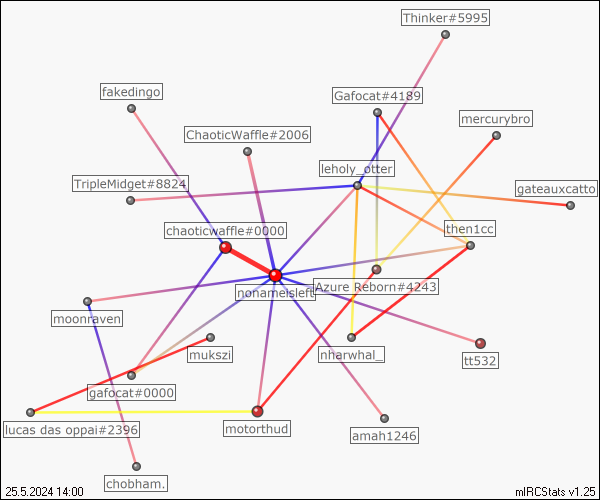 Thinker#5995
fakedingo
Gafocat#4189
mercurybro
ChaoticWaffle#2006
leholy_otter
TripleMidget#8824
gateauxcatto
chaoticwaffle#0000
then1cc
nonameisleft
Azure Reborn#4243
moonraven
mukszi
nharwhal_
tt532
gafocat#0000
lucas das oppai#2396
motorthud
amah1246
chobham.
25.5.2024 14:00
mIRCStats v1.25